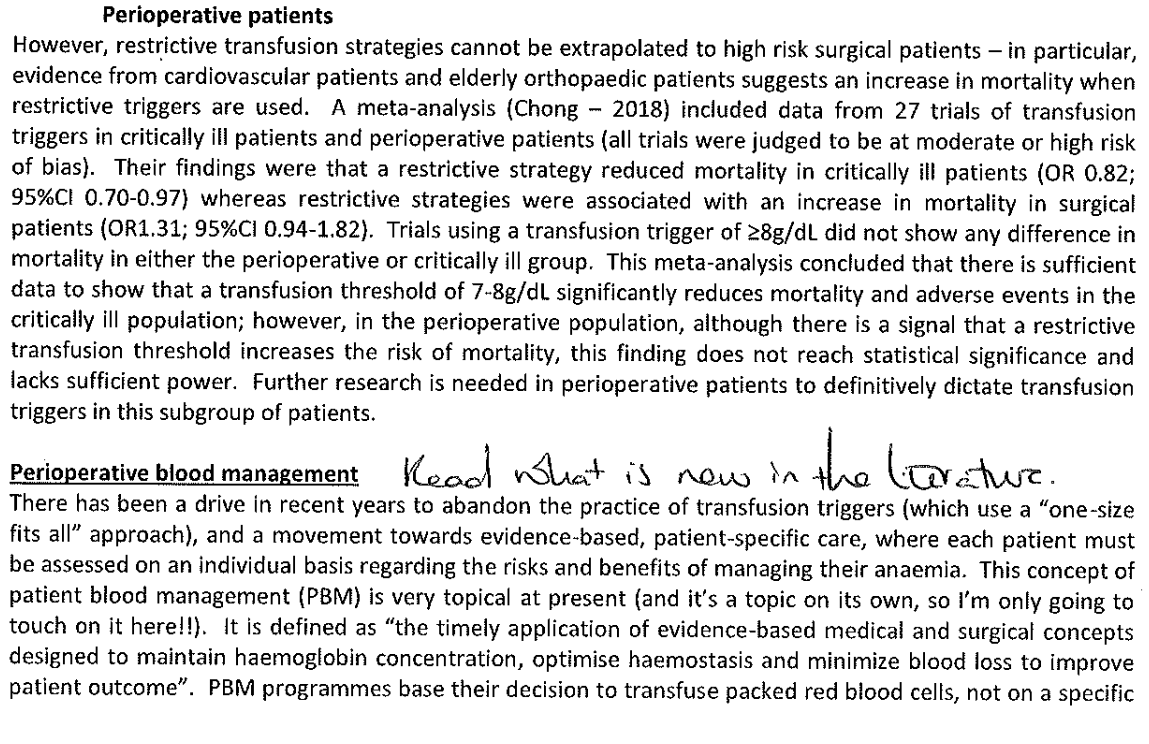 Perioperative patients
However, restrictive transfusion strategies cannot be extrapolated to high risk surgical patients – in particular,
evidence from cardiovascular patients and elderly orthopaedic patients suggests an increase in mortality when
restrictive triggers are used. A meta-analysis (Chong – 2018) included data from 27 trials of transfusion
triggers in critically ill patients and perioperative patients (all trials were judged to be at moderate or high risk
of bias). Their findings were that a restrictive strategy reduced mortality in critically ill patients (OR 0.82;
95%CI 0.70-0.97) whereas restrictive strategies were associated with an increase in mortality in surgical
patients (OR1.31; 95%CI 0.94-1.82). Trials using a transfusion trigger of ≥8g/dL did not show any difference in
mortality in either the perioperative or critically ill group. This meta-analysis concluded that there is sufficient
data to show that a transfusion threshold of 7-8g/dL significantly reduces mortality and adverse events in the
critically ill population; however, in the perioperative population, although there is a signal that a restrictive
transfusion threshold increases the risk of mortality, this finding does not reach statistical significance and
lacks sufficient power. Further research is needed in perioperative patients to definitively dictate transfusion
triggers in this subgroup of patients.
Perioperative blood management Read what is new in the literature.
There has been a drive in recent years to abandon the practice of transfusion triggers (which use a “one-size
fits all” approach), and a movement towards evidence-based, patient-specific care, where each patient must
be assessed on an individual basis regarding the risks and benefits of managing their anaemia. This concept of
patient blood management (PBM) is very topical at present (and it’s a topic on its own, so I’m only going to
touch on it here!!). It is defined as “the timely application of evidence-based medical and surgical concepts
designed to maintain haemoglobin concentration, optimise haemostasis and minimize blood loss to improve
patient outcome”. PBM programmes base their decision to transfuse packed red blood cells, not on a specific